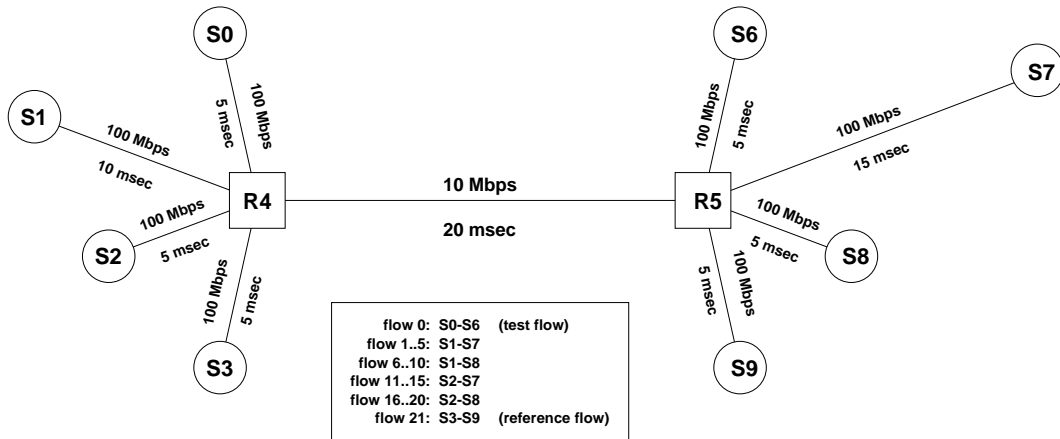 S0
S6
S7
S1
100 Mbps
5 msec
100 Mbps
5 msec
100 Mbps
15 msec
100 Mbps
10 msec
R4
10 Mbps
20 msec
R5
100 Mbps
5 msec
S2
100 Mbps
5 msec
S8
100 Mbps
5 msec
5 msec
100 Mbps
S3
S9
flow 0: S0-S6 (test flow)
flow 1..5: S1-S7
flow 6..10: S1-S8
flow 11..15: S2-S7
flow 16..20: S2-S8
flow 21: S3-S9 (reference flow)